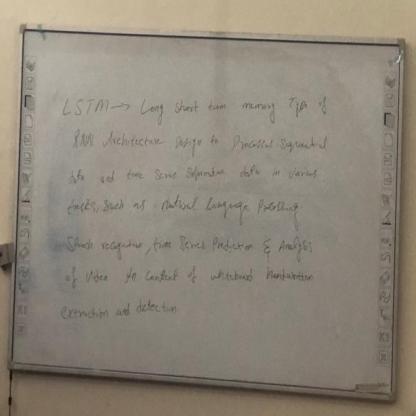 LSTM → Long short term memory Type of
RNN Architecture Design to Processes Sequential
data and time Series data in various
tasks, such as Natural Language Processing
recognition, time Series Prediction & Analysis
of Video In Context of whiteboard handwritten
extraction and detection